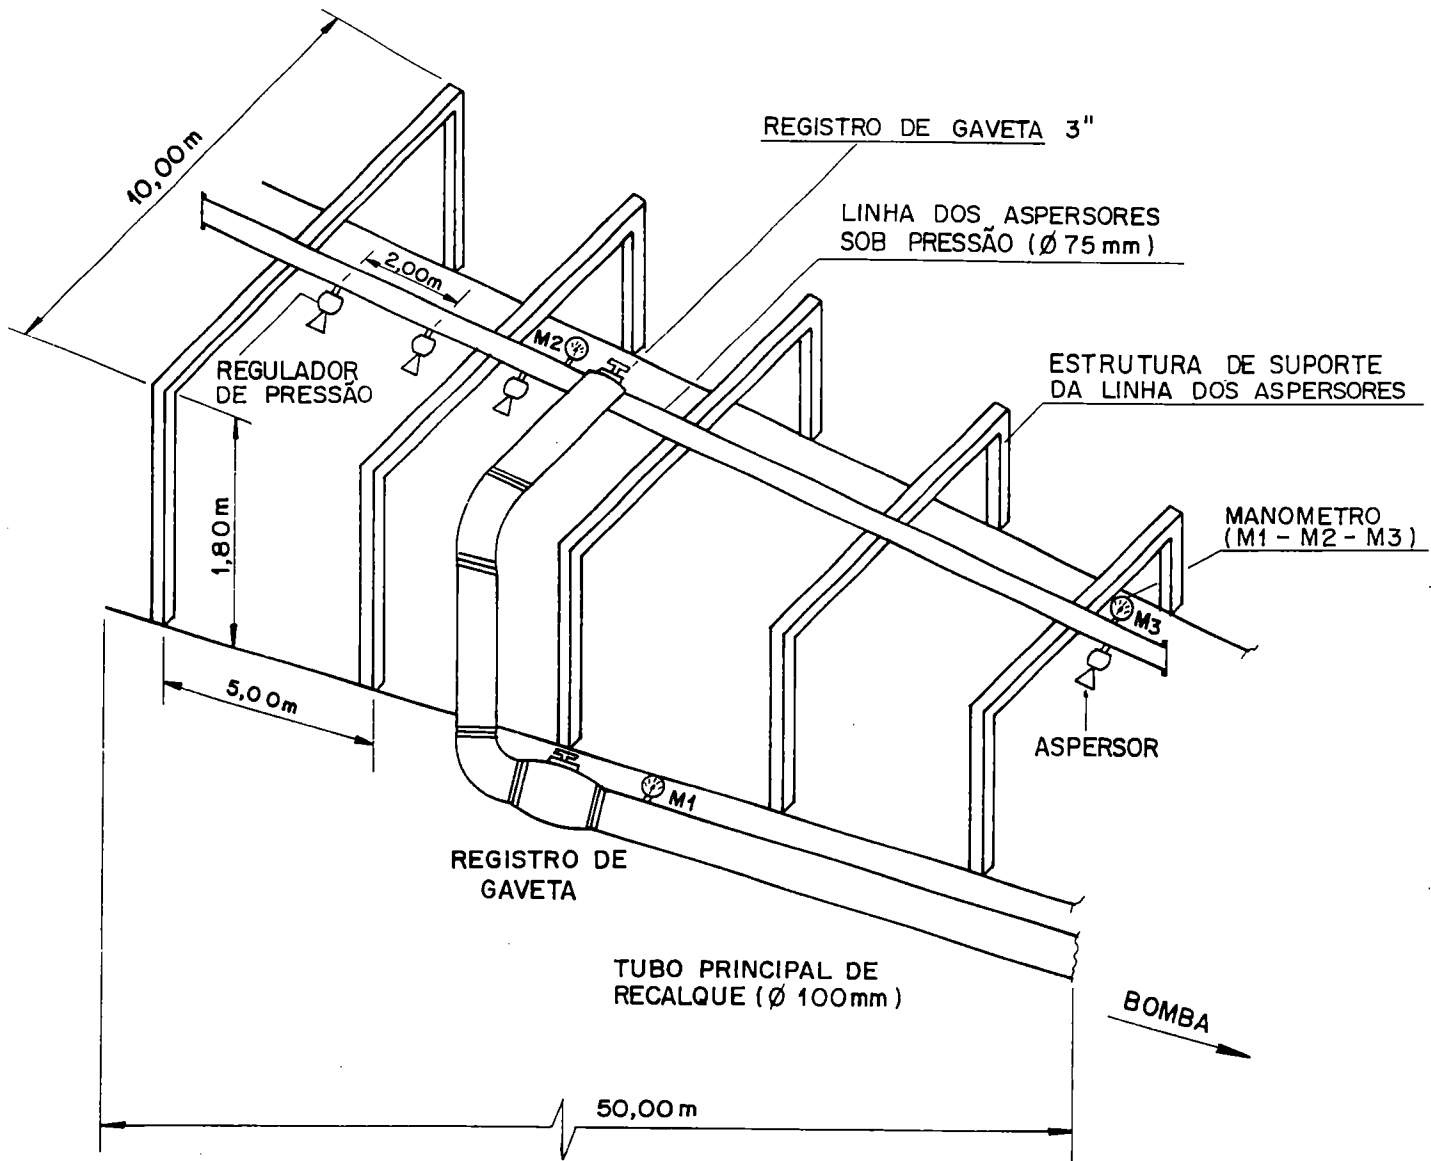 10,00m
REGISTRO DE GAVETA 3"
LINHA DOS ASPERSORES
SOB PRESSÃO (Ø 75 mm)
2,00m
M2
REGULADOR
DE PRESSÃO
ESTRUTURA DE SUPORTE
DA LINHA DOS ASPERSORES
1,80m
MANOMETRO
(M1 - M2 - M3)
M3
5,00m
ASPERSOR
M1
REGISTRO DE
GAVETA
TUBO PRINCIPAL DE
RECALQUE (Ø 100mm)
BOMBA
50,00m